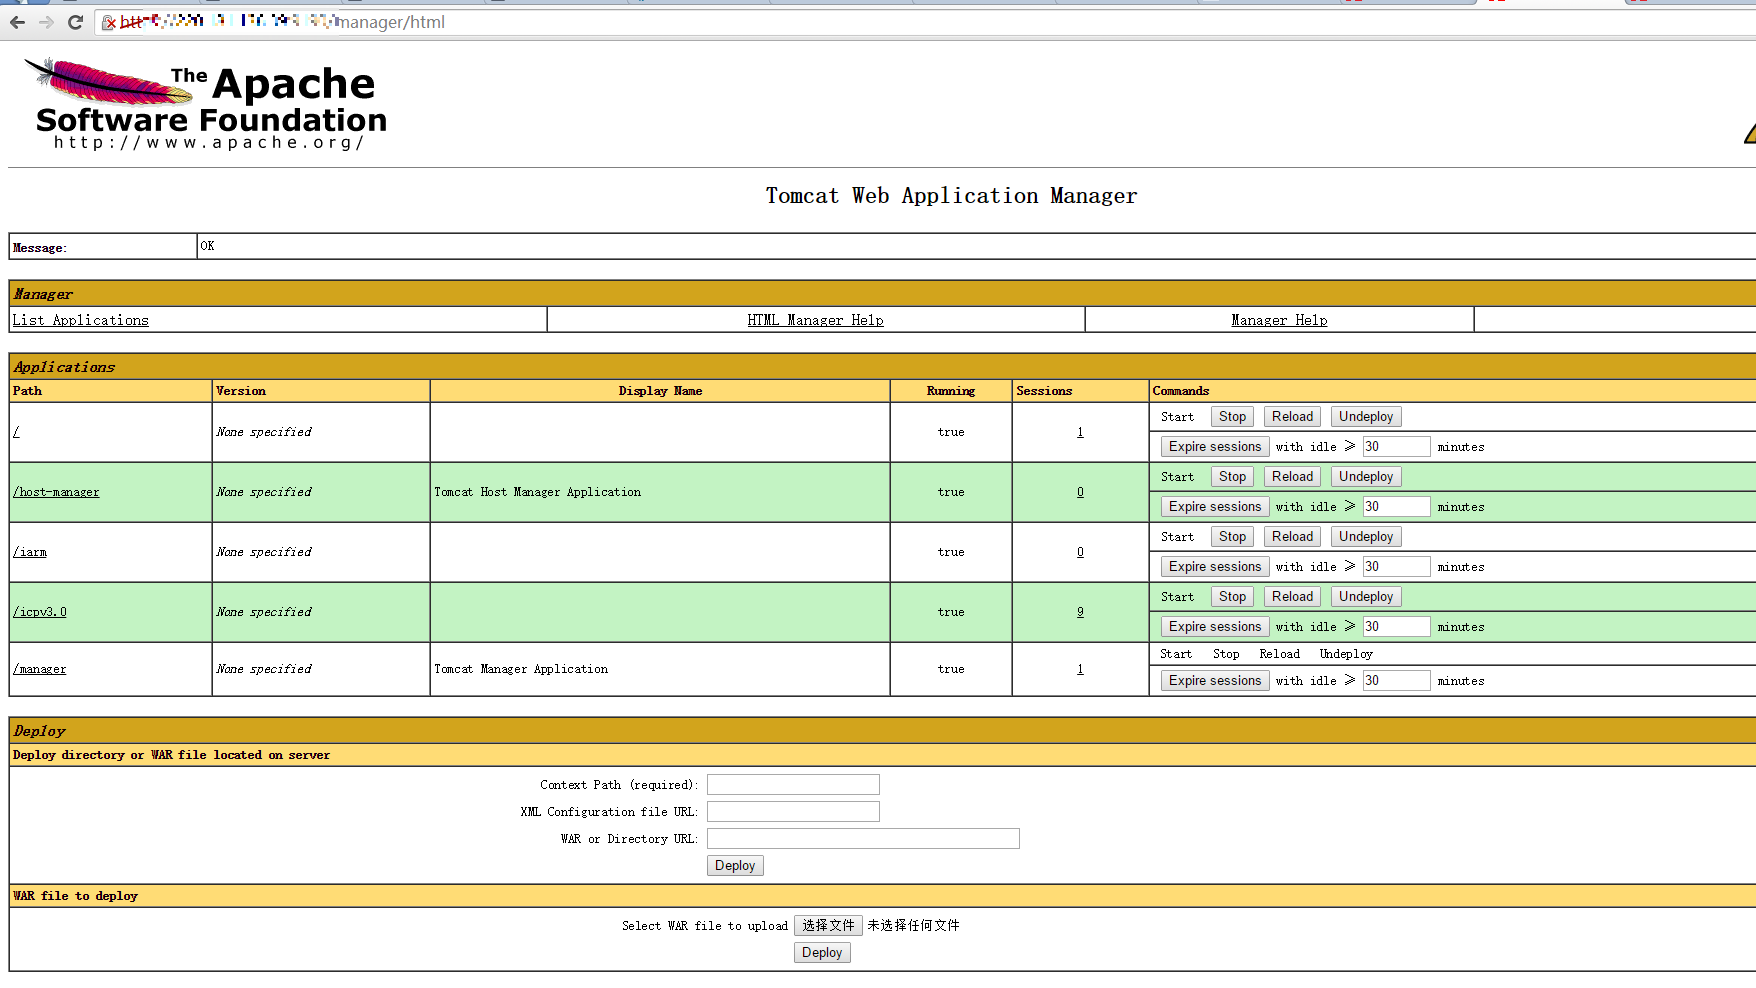 manager/html
The Apache
Software Foundation
http://www.apache.org/
Tomcat Web Application Manager
Message: OK
Manager
List Applications HTML Manager Help Manager Help
Applications
Path Version Display Name Running Sessions Commands
/ None specified true 1 Start Stop Reload Undeploy
Expire sessions with idle ≥ 30 minutes
/host-manager None specified Tomcat Host Manager Application true 0 Start Stop Reload Undeploy
Expire sessions with idle ≥ 30 minutes
/iarm None specified true 0 Start Stop Reload Undeploy
Expire sessions with idle ≥ 30 minutes
/icpv3.0 None specified true 9 Start Stop Reload Undeploy
Expire sessions with idle ≥ 30 minutes
/manager None specified Tomcat Manager Application true 1 Start Stop Reload Undeploy
Expire sessions with idle ≥ 30 minutes
Deploy
Deploy directory or WAR file located on server
Context Path (required):
XML Configuration file URL:
WAR or Directory URL:
Deploy
WAR file to deploy
Select WAR file to upload 选择文件 未选择任何文件
Deploy